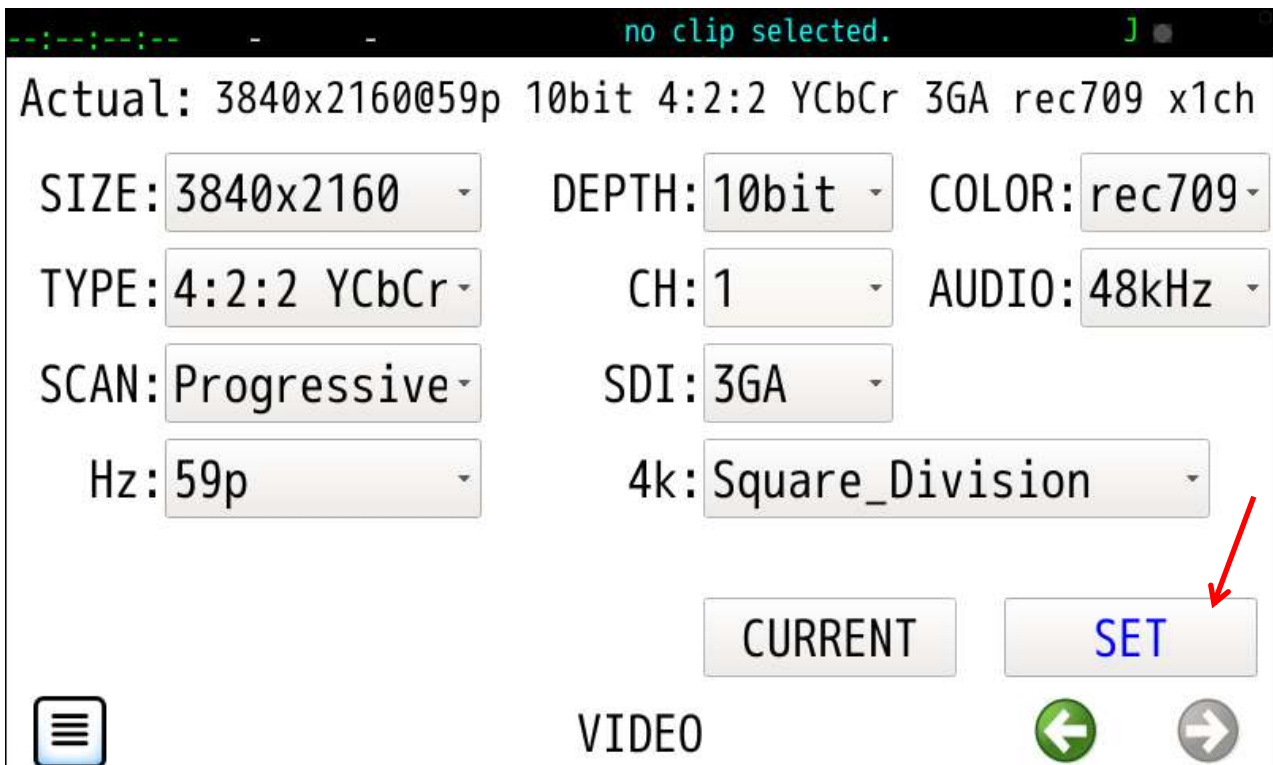 --:--:--:-- - - no clip selected. J
Actual: 3840x2160@59p 10bit 4:2:2 YCbCr 3GA rec709 x1ch
SIZE: 3840x2160 DEPTH: 10bit COLOR: rec709
TYPE: 4:2:2 YCbCr CH: 1 AUDIO: 48kHz
SCAN: Progressive SDI: 3GA
Hz: 59p 4k: Square_Division
CURRENT SET
VIDEO